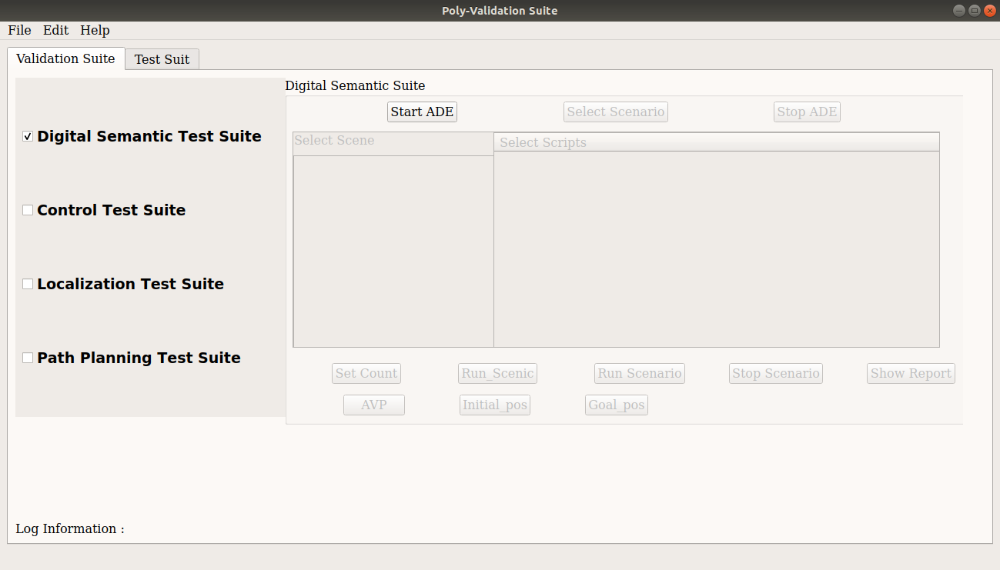 Poly-Validation Suite
File Edit Help
Validation Suite Test Suit
Digital Semantic Suite
Start ADE Select Scenario Stop ADE
Digital Semantic Test Suite
Select Scene Select Scripts
Control Test Suite
Localization Test Suite
Path Planning Test Suite
Set Count Run_Scenic Run Scenario Stop Scenario Show Report
AVP Initial_pos Goal_pos
Log Information :